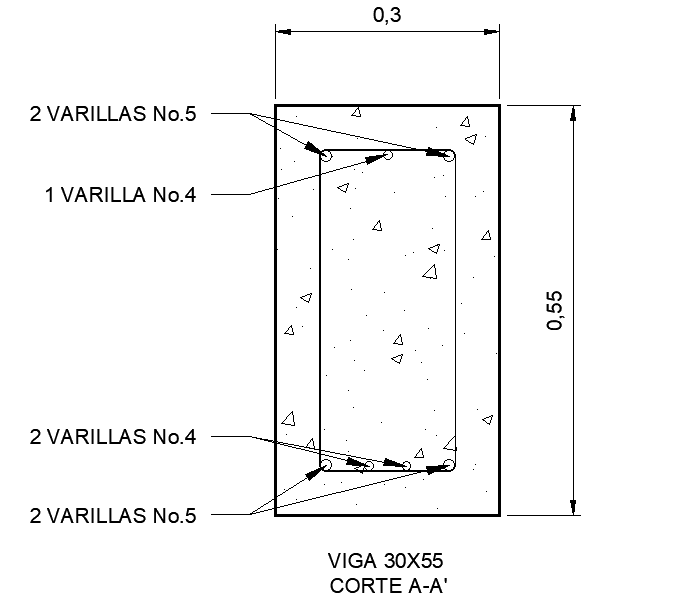 0,3
2 VARILLAS No.5
1 VARILLA No.4
0,55
2 VARILLAS No.4
2 VARILLAS No.5
VIGA 30X55
CORTE A-A'